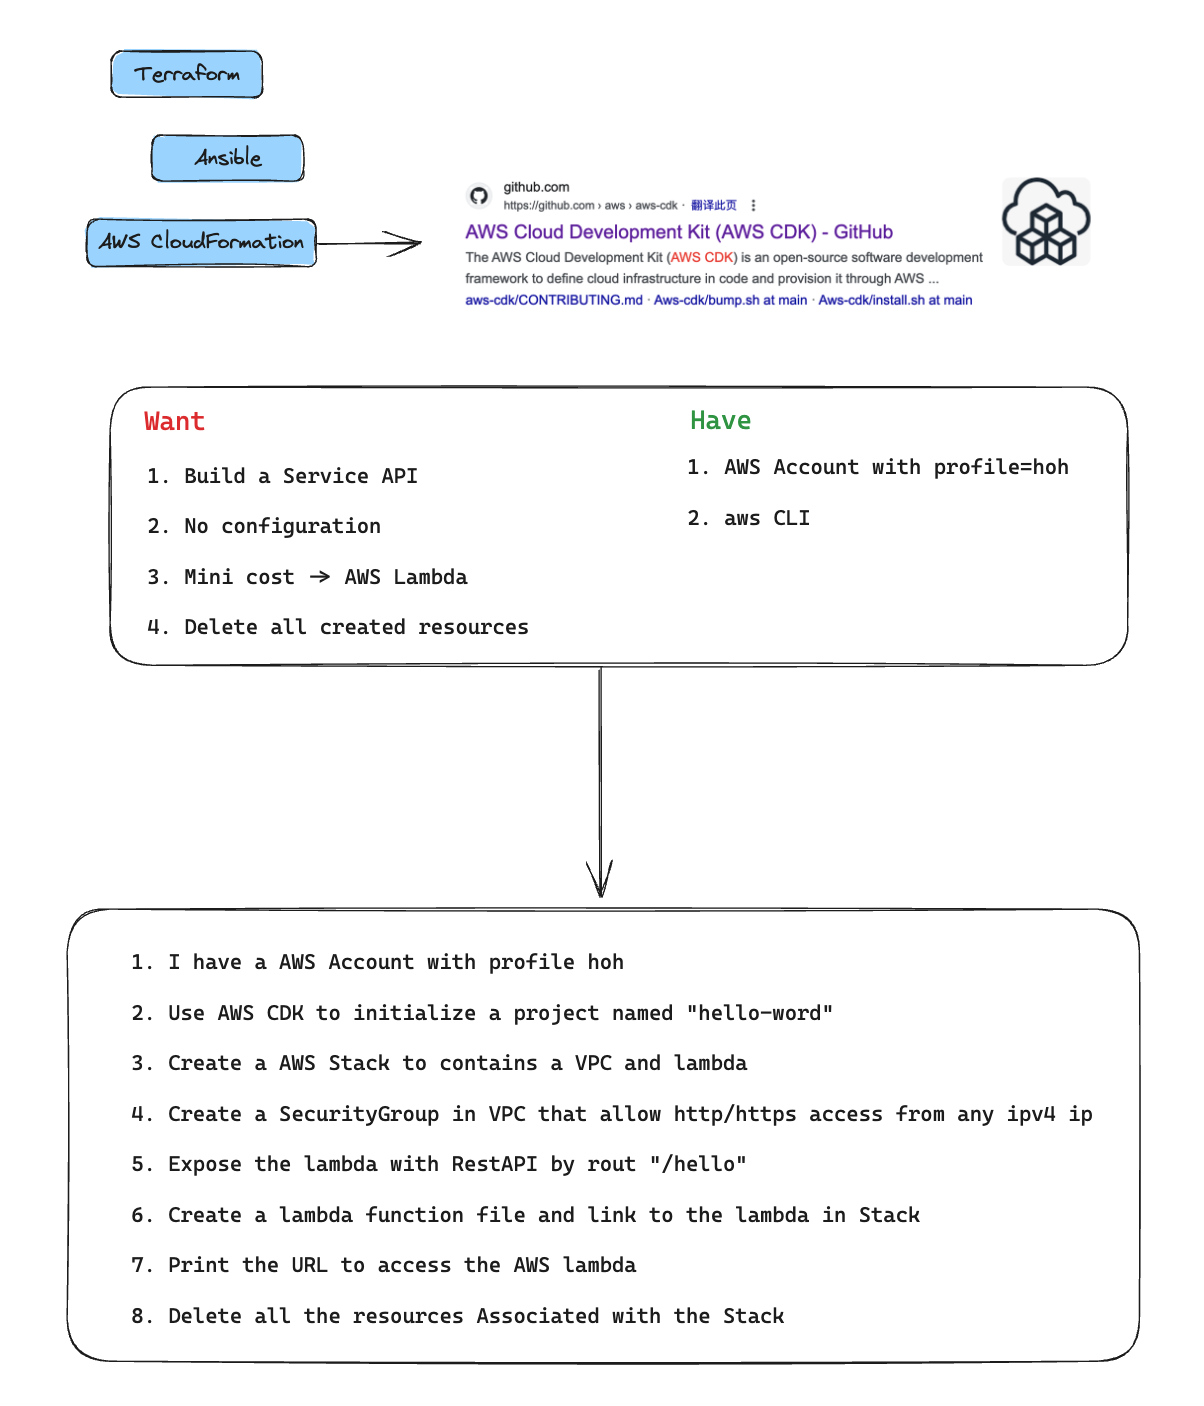 Terraform
Ansible
AWS CloudFormation
github.com
https://github.com › aws › aws-cdk · 翻译此页
AWS Cloud Development Kit (AWS CDK) - GitHub
The AWS Cloud Development Kit (AWS CDK) is an open-source software development
framework to define cloud infrastructure in code and provision it through AWS ...
aws-cdk/CONTRIBUTING.md · Aws-cdk/bump.sh at main · Aws-cdk/install.sh at main
Want
1. Build a Service API
2. No configuration
3. Mini cost → AWS Lambda
4. Delete all created resources
Have
1. AWS Account with profile=hoh
2. aws CLI
1. I have a AWS Account with profile hoh
2. Use AWS CDK to initialize a project named "hello-word"
3. Create a AWS Stack to contains a VPC and lambda
4. Create a SecurityGroup in VPC that allow http/https access from any ipv4 ip
5. Expose the lambda with RestAPI by rout "/hello"
6. Create a lambda function file and link to the lambda in Stack
7. Print the URL to access the AWS lambda
8. Delete all the resources Associated with the Stack